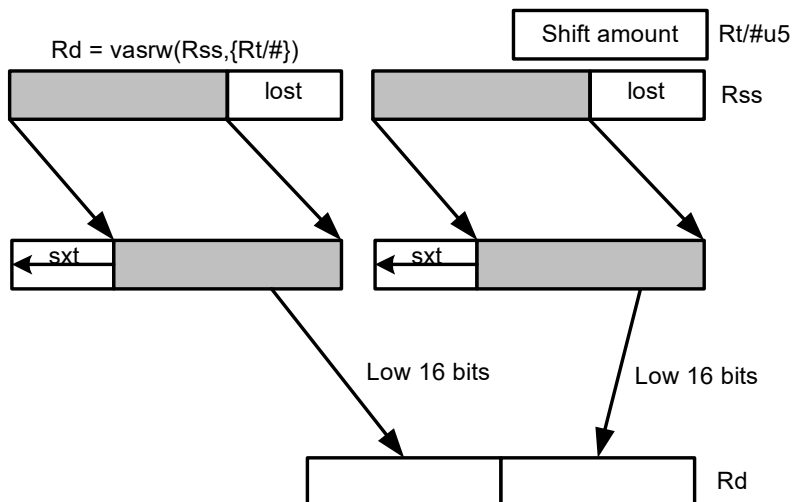 Shift amount Rt/#u5
Rd = vasrw(Rss,{Rt/#})
lost lost Rss
sxt sxt
Low 16 bits Low 16 bits
Rd